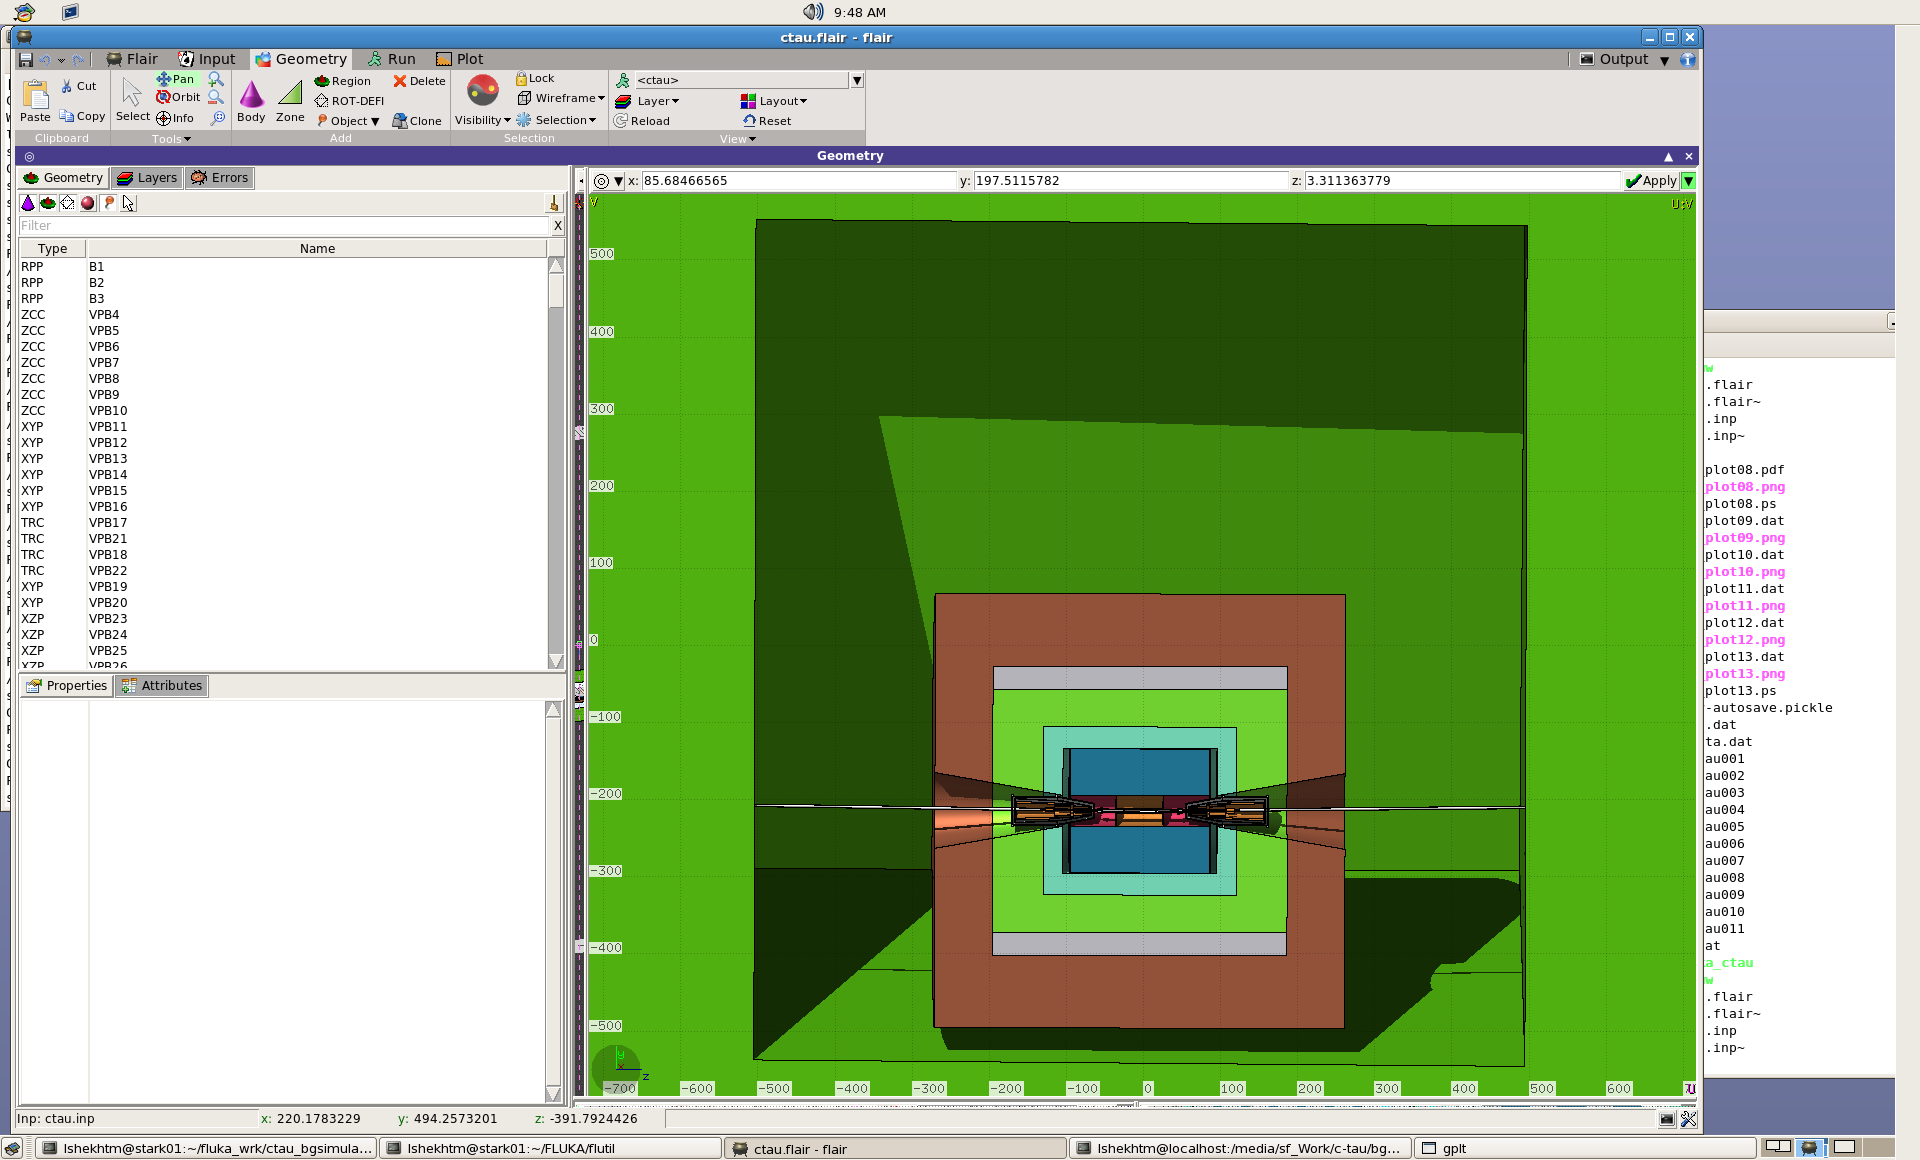 9:48 AM
ctau.flair - flair
Flair Input Geometry Run Plot Output
Paste Cut Copy Select Pan Orbit Info Body Zone Region ROT-DEFI Object Delete Clone Visibility Lock Wireframe Selection <ctau> Layer Reload Layout Reset
Clipboard Tools Add Selection View
Geometry
Geometry Layers Errors
x: 85.68466565 y: 197.5115782 z: 3.311363779 Apply
Filter X
Type Name
RPP B1
RPP B2
RPP B3
ZCC VPB4
ZCC VPB5
ZCC VPB6
ZCC VPB7
ZCC VPB8
ZCC VPB9
ZCC VPB10
XYP VPB11
XYP VPB12
XYP VPB13
XYP VPB14
XYP VPB15
XYP VPB16
TRC VPB17
TRC VPB21
TRC VPB18
TRC VPB22
XYP VPB19
XYP VPB20
XZP VPB23
XZP VPB24
XZP VPB25
XZP VPB26
Properties Attributes
V
U:V
500
400
300
200
100
0
-100
-200
-300
-400
-500
y
x
z
-700 -600 -500 -400 -300 -200 -100 0 100 200 300 400 500 600
U
.flair
.flair~
.inp
.inp~
plot08.pdf
plot08.png
plot08.ps
plot09.dat
plot09.png
plot10.dat
plot10.png
plot11.dat
plot11.png
plot12.dat
plot12.png
plot13.dat
plot13.png
plot13.ps
-autosave.pickle
.dat
ta.dat
au001
au002
au003
au004
au005
au006
au007
au008
au009
au010
au011
at
a_ctau
w
.flair
.flair~
.inp
.inp~
Inp: ctau.inp x: 220.1783229 y: 494.2573201 z: -391.7924426
lshekhtm@stark01:~/fluka_wrk/ctau_bgsimula... lshekhtm@stark01:~/FLUKA/flutil ctau.flair - flair lshekhtm@localhost:/media/sf_Work/c-tau/bg... gplt